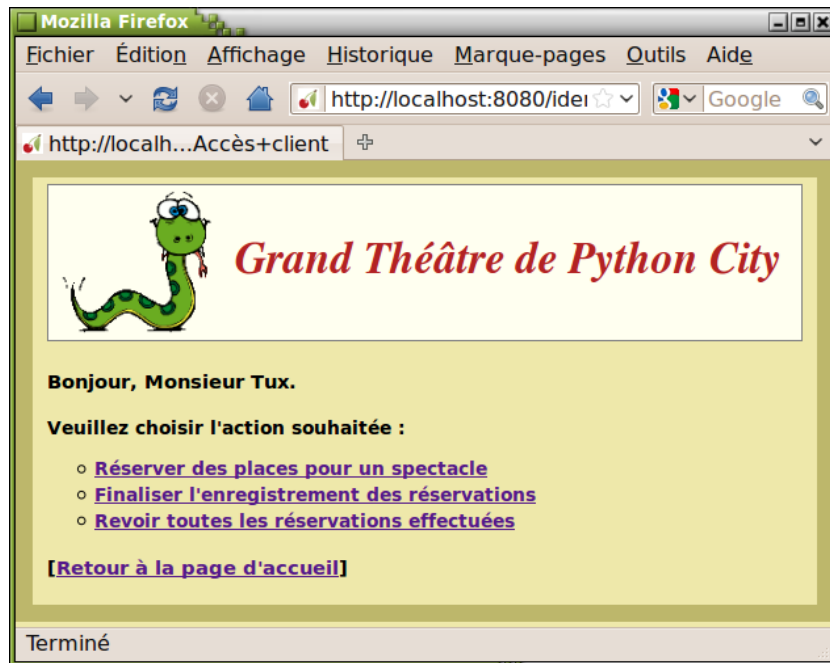 Mozilla Firefox
Fichier Édition Affichage Historique Marque-pages Outils Aide
http://localhost:8080/ider Google
http://localh...Accès+client
Grand Théâtre de Python City
Bonjour, Monsieur Tux.
Veuillez choisir l'action souhaitée :
Réserver des places pour un spectacle
Finaliser l'enregistrement des réservations
Revoir toutes les réservations effectuées
[Retour à la page d'accueil]
Terminé